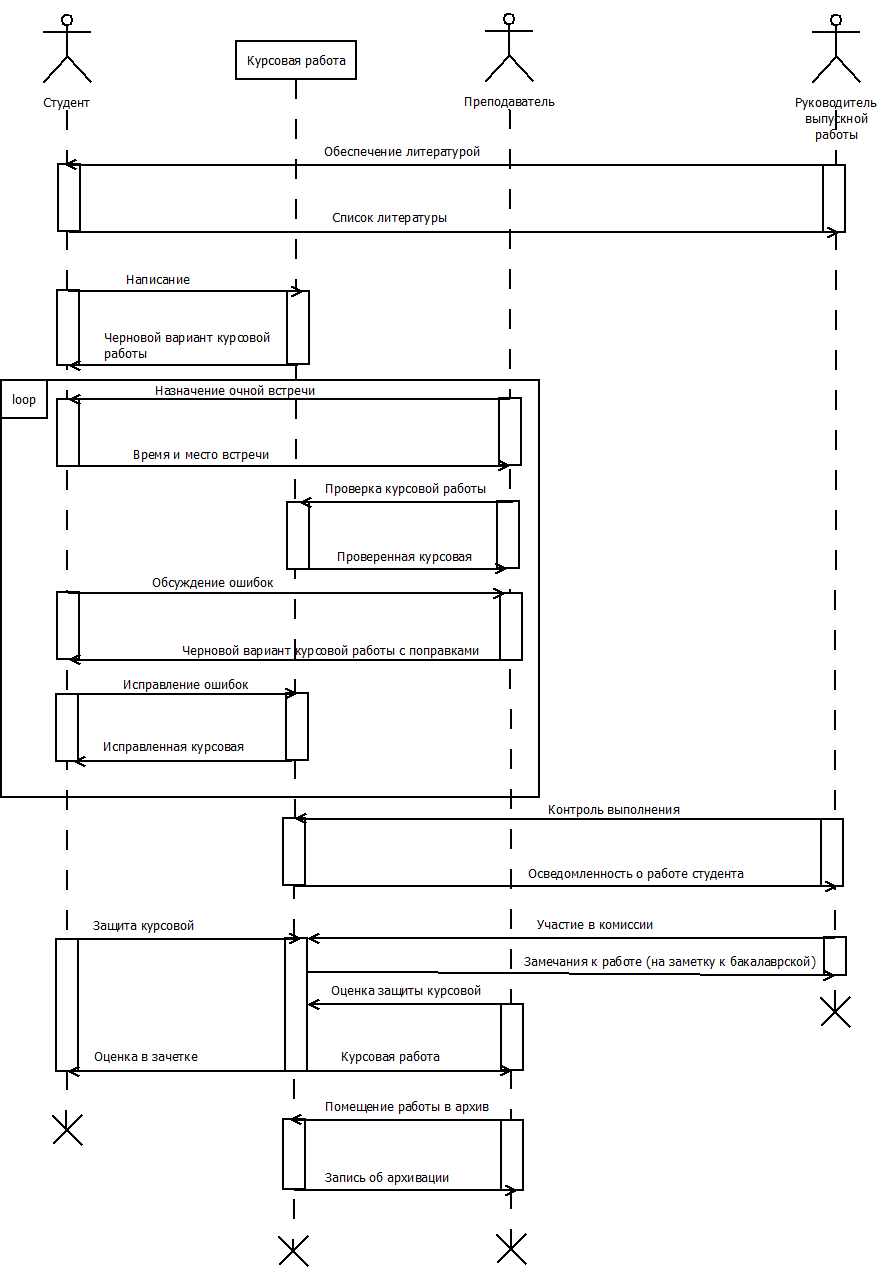 Студент
Курсовая работа
Преподаватель
Руководитель
выпускной
работы
Обеспечение литературой
Список литературы
Написание
Черновой вариант курсовой
работы
loop
Назначение очной встречи
Время и место встречи
Проверка курсовой работы
Проверенная курсовая
Обсуждение ошибок
Черновой вариант курсовой работы с поправками
Исправление ошибок
Исправленная курсовая
Контроль выполнения
Осведомленность о работе студента
Защита курсовой
Участие в комиссии
Замечания к работе (на заметку к бакалаврской)
Оценка защиты курсовой
Оценка в зачетке
Курсовая работа
Помещение работы в архив
Запись об архивации